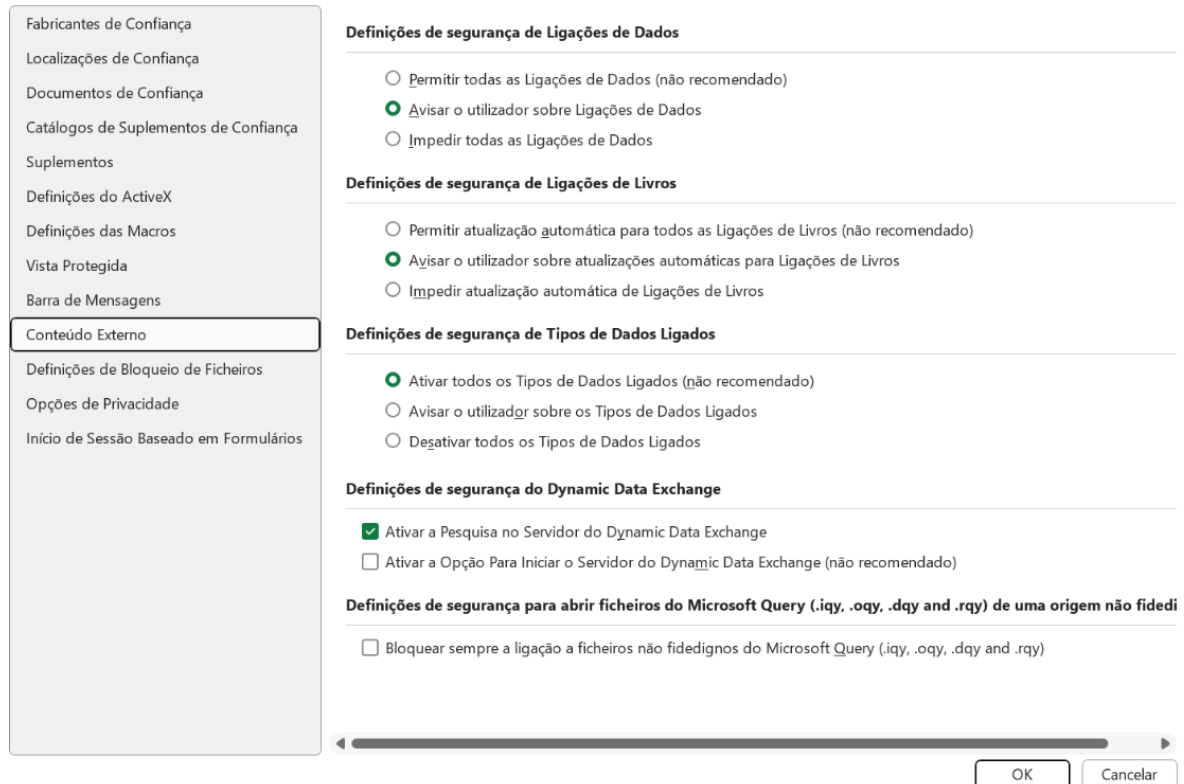 Fabricantes de Confiança
Localizações de Confiança
Documentos de Confiança
Catálogos de Suplementos de Confiança
Suplementos
Definições do ActiveX
Definições das Macros
Vista Protegida
Barra de Mensagens
Conteúdo Externo
Definições de Bloqueio de Ficheiros
Opções de Privacidade
Início de Sessão Baseado em Formulários
Definições de segurança de Ligações de Dados
Permitir todas as Ligações de Dados (não recomendado)
Avisar o utilizador sobre Ligações de Dados
Impedir todas as Ligações de Dados
Definições de segurança de Ligações de Livros
Permitir atualização automática para todos as Ligações de Livros (não recomendado)
Avisar o utilizador sobre atualizações automáticas para Ligações de Livros
Impedir atualização automática de Ligações de Livros
Definições de segurança de Tipos de Dados Ligados
Ativar todos os Tipos de Dados Ligados (não recomendado)
Avisar o utilizador sobre os Tipos de Dados Ligados
Desativar todos os Tipos de Dados Ligados
Definições de segurança do Dynamic Data Exchange
Ativar a Pesquisa no Servidor do Dynamic Data Exchange
Ativar a Opção Para Iniciar o Servidor do Dynamic Data Exchange (não recomendado)
Definições de segurança para abrir ficheiros do Microsoft Query (.iqy, .oqy, .dqy and .rqy) de uma origem não fidedi
Bloquear sempre a ligação a ficheiros não fidedignos do Microsoft Query (.iqy, .oqy, .dqy and .rqy)
OK
Cancelar